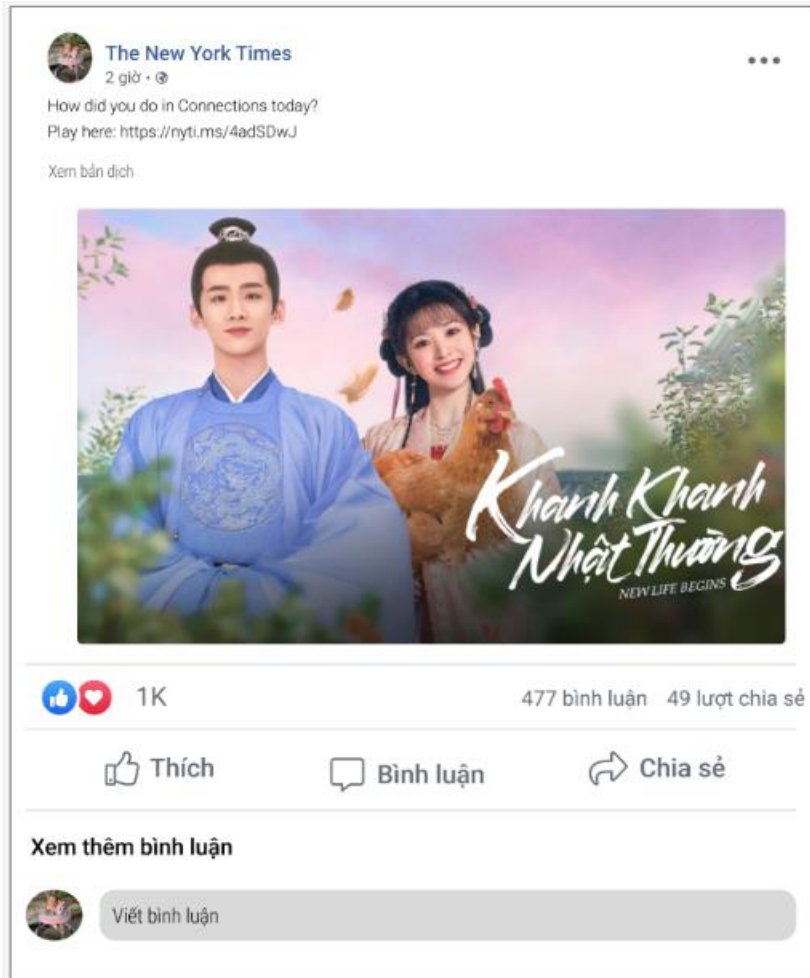 The New York Times
2 giờ •
How did you do in Connections today?
Play here: https://nyti.ms/4adSDwJ
Xem bản dịch
Khanh Khanh
Nhật Thường
NEW LIFE BEGINS
1K
477 bình luận 49 lượt chia sẻ
Thích Bình luận Chia sẻ
Xem thêm bình luận
Viết bình luận